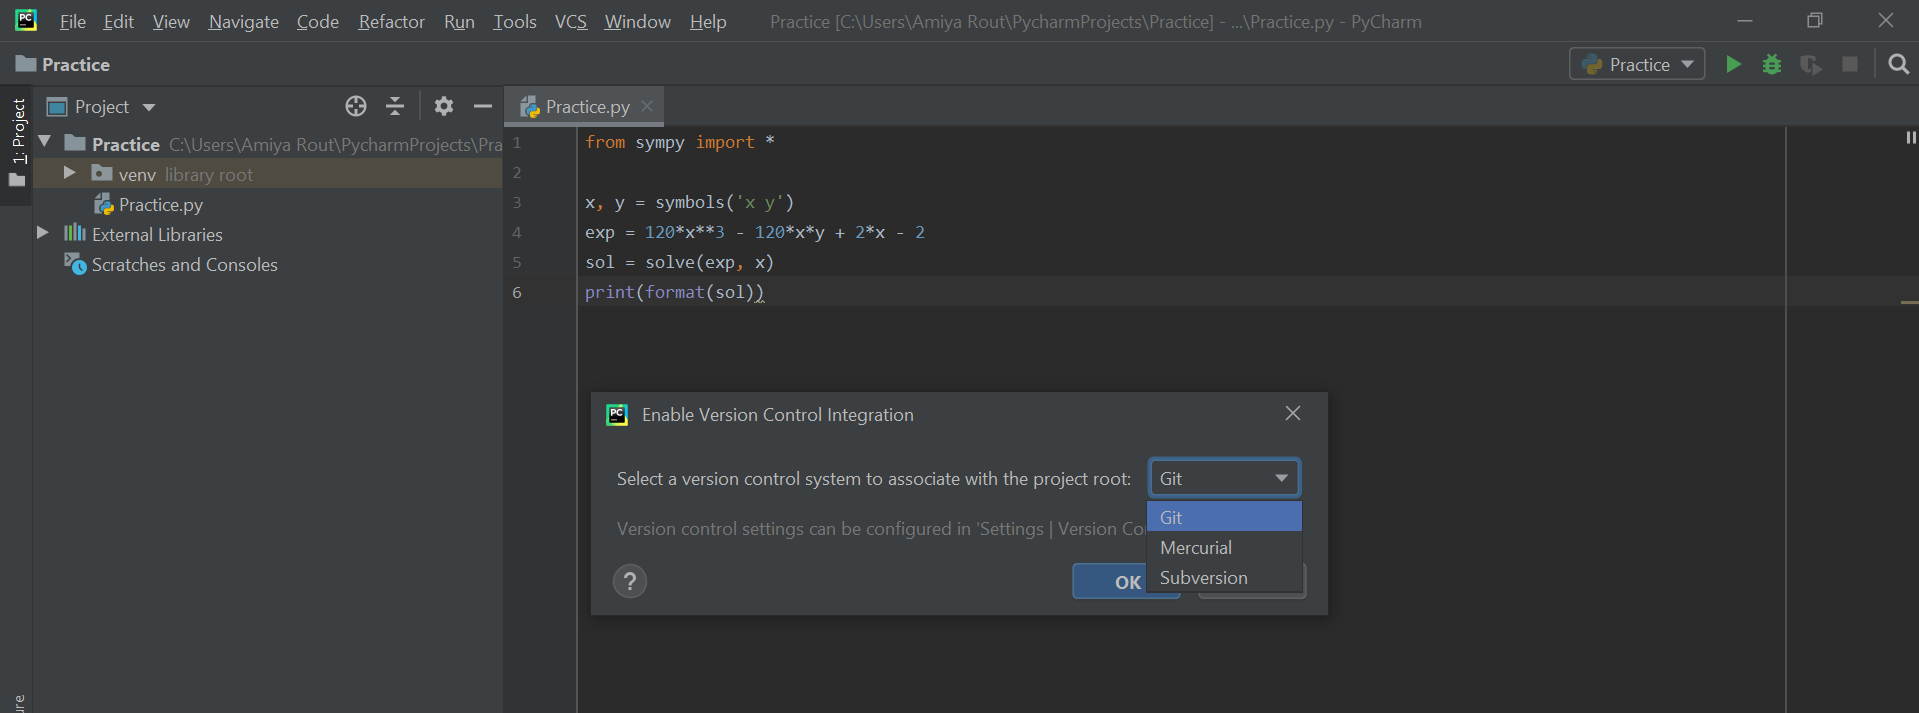 PC File Edit View Navigate Code Refactor Run Tools VCS Window Help Practice [C:\Users\Amiya Rout\PycharmProjects\Practice] - ...\Practice.py - PyCharm
Practice
Practice
1: Project
Project
Practice.py
Practice C:\Users\Amiya Rout\PycharmProjects\Pra
venv library root
Practice.py
External Libraries
Scratches and Consoles
1 from sympy import *
2
3 x, y = symbols('x y')
4 exp = 120*x**3 - 120*x*y + 2*x - 2
5 sol = solve(exp, x)
6 print(format(sol))
PC Enable Version Control Integration
Select a version control system to associate with the project root: Git
Version control settings can be configured in 'Settings | Version Co
Git
Mercurial
Subversion
? OK
ure